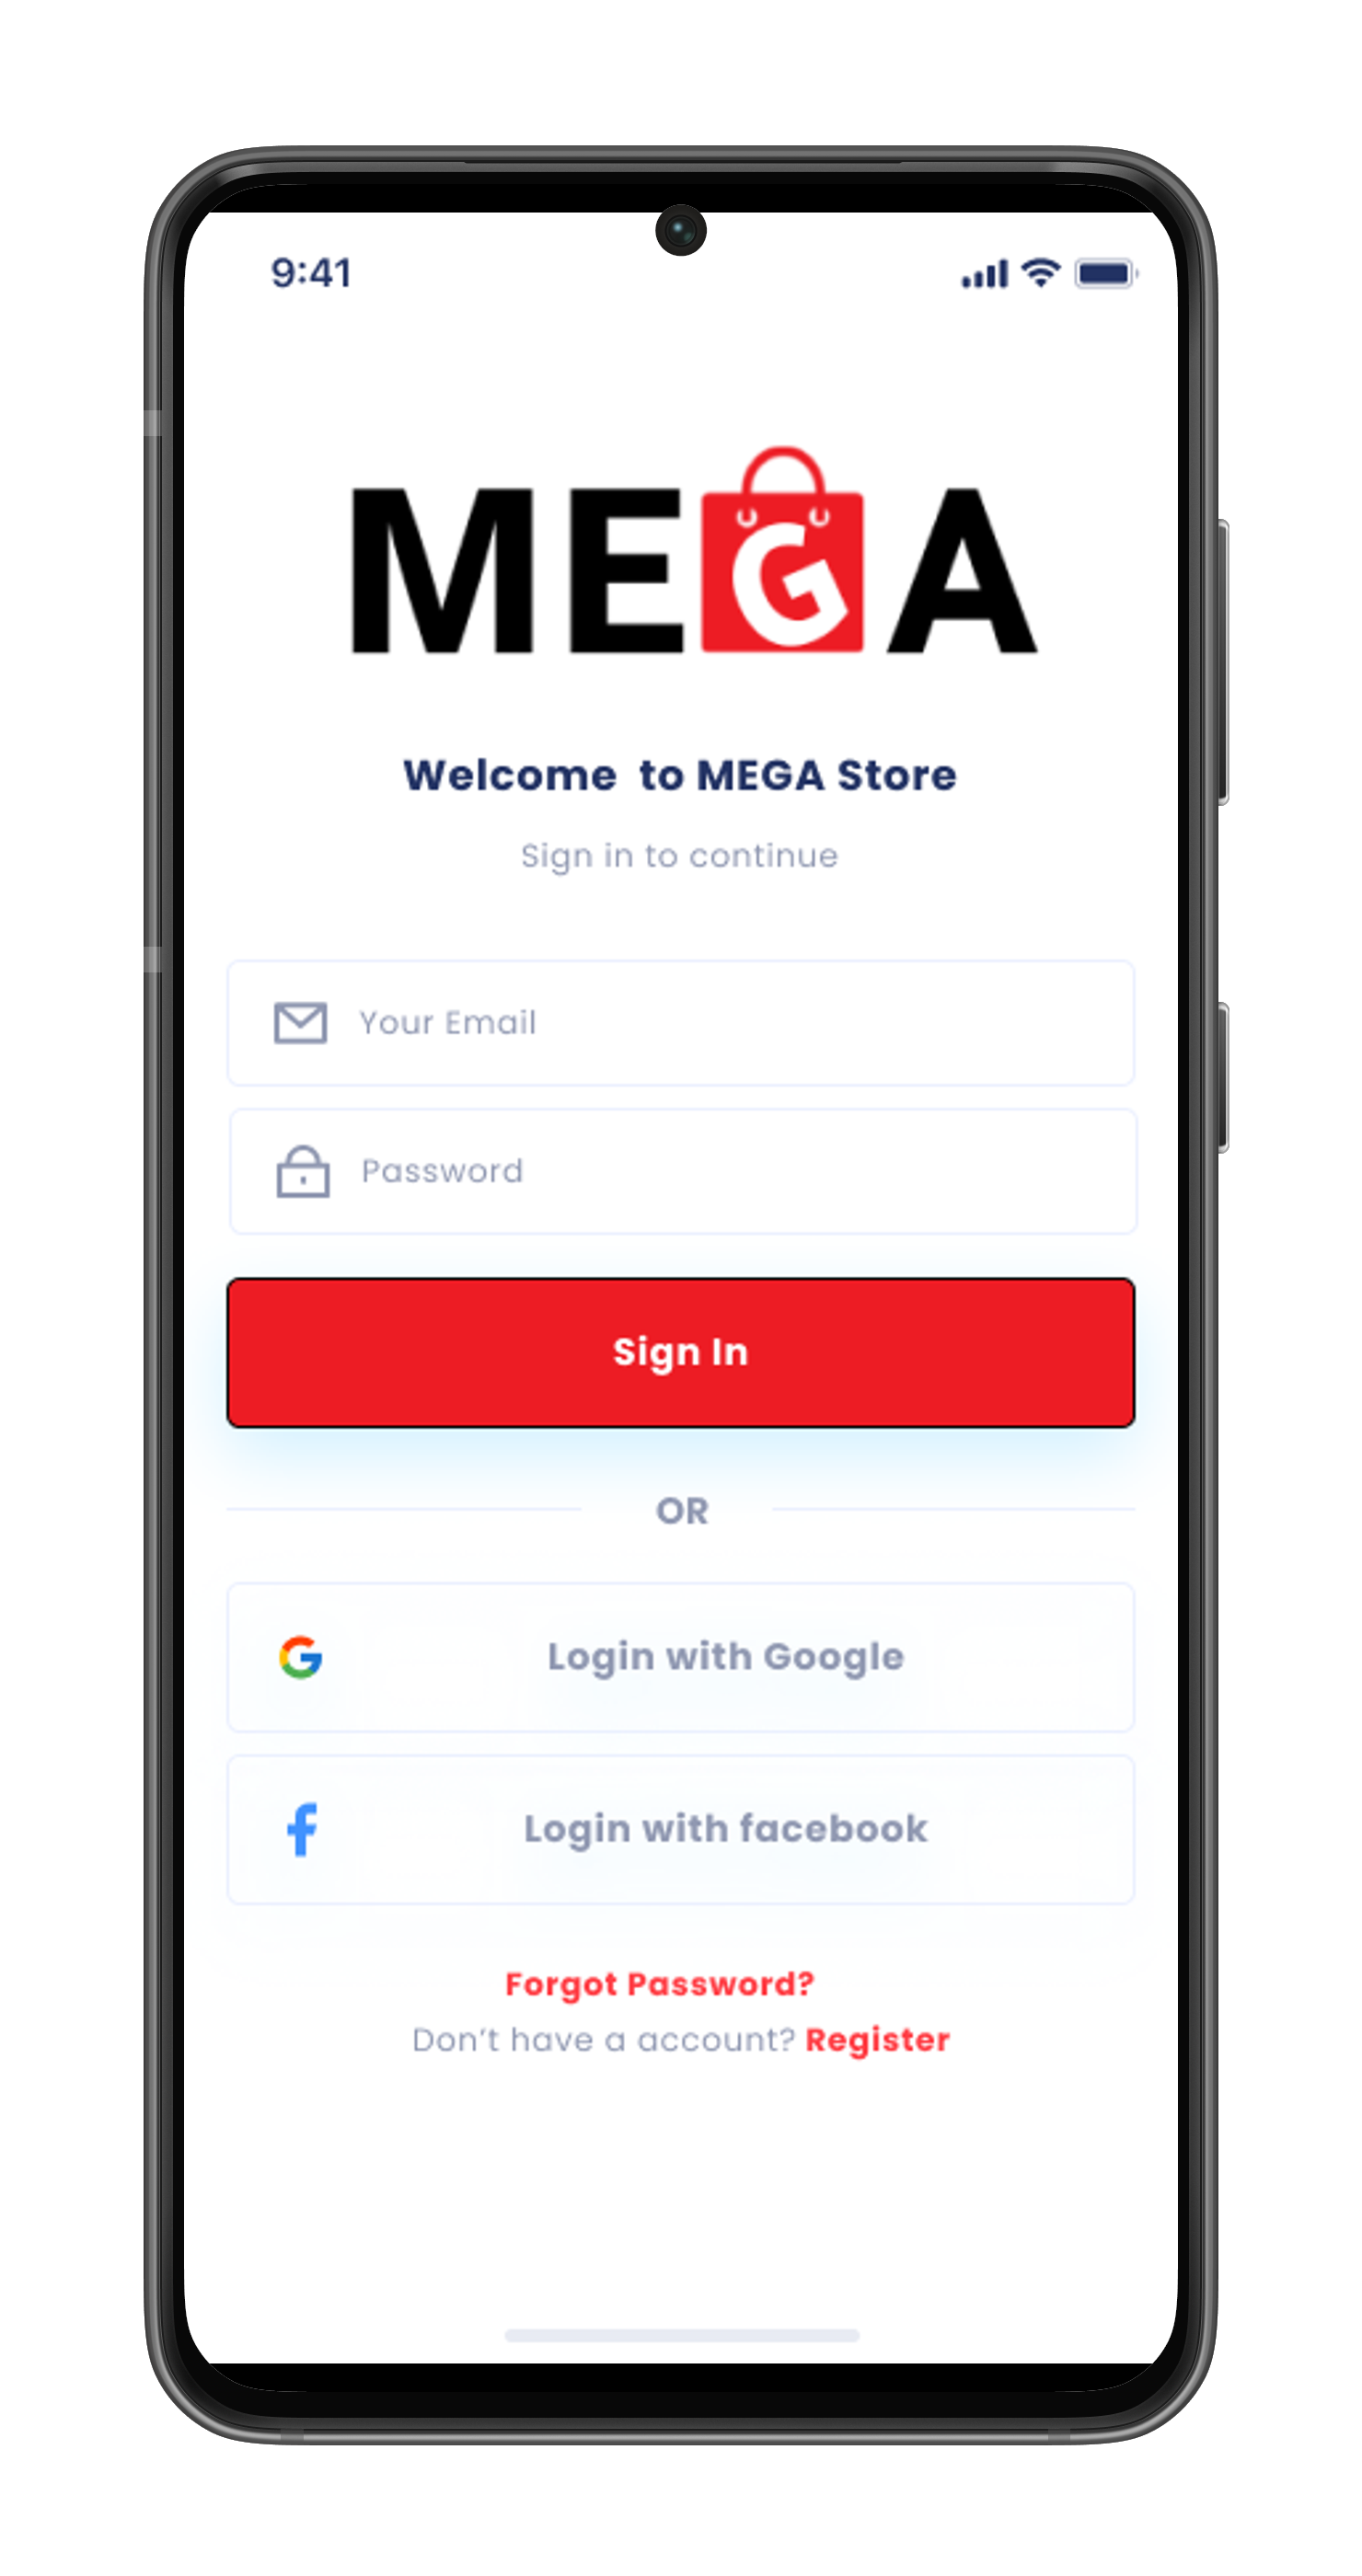 9:41
MEGA
Welcome to MEGA Store
Sign in to continue
Your Email
Password
Sign In
OR
Login with Google
Login with facebook
Forgot Password?
Don’t have a account? Register